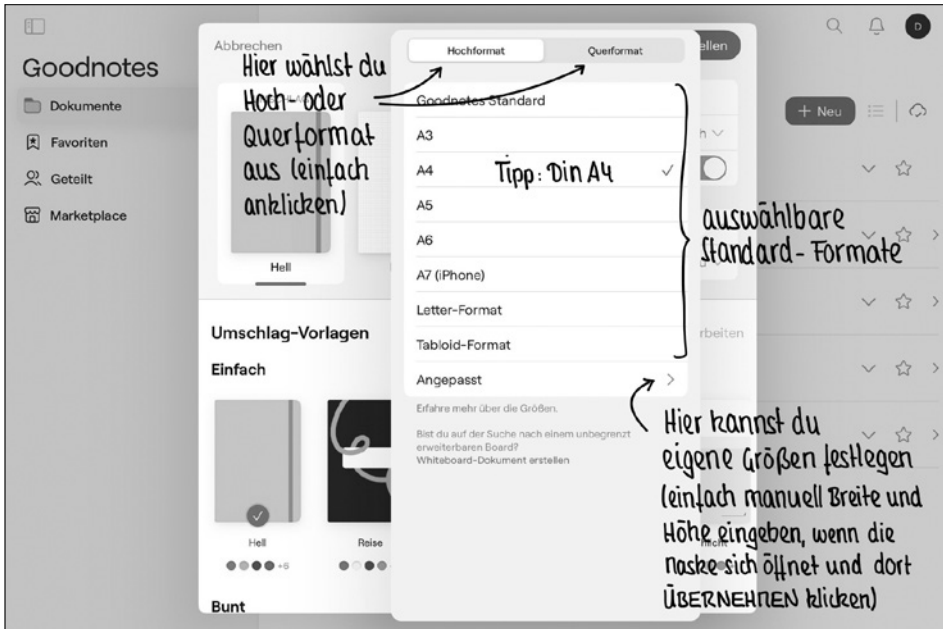 Goodnotes
Dokumente
Favoriten
Geteilt
Marketplace
Abbrechen
ellen
Hochformat
Querformat
Hier wählst du
Hoch- oder
Querformat
aus (einfach
anklicken)
Hell
Goodnotes Standard
A3
A4
Tipp: Din A4
A5
A6
A7 (iPhone)
Letter-Format
Tabloid-Format
Angepasst
Erfahre mehr über die Größen.
Bist du auf der Suche nach einem unbegrenzt
erweiterbaren Board?
Whiteboard-Dokument erstellen
D
+ Neu
auswählbare
Standard-Formate
Umschlag-Vorlagen
rbeiten
Einfach
Hell
Reise
+5
Bunt
Hier kannst du
eigene Größen festlegen
(einfach manuell Breite und
Höhe eingeben, wenn die
Maske sich öffnet und dort
ÜBERNEHMEN klicken)